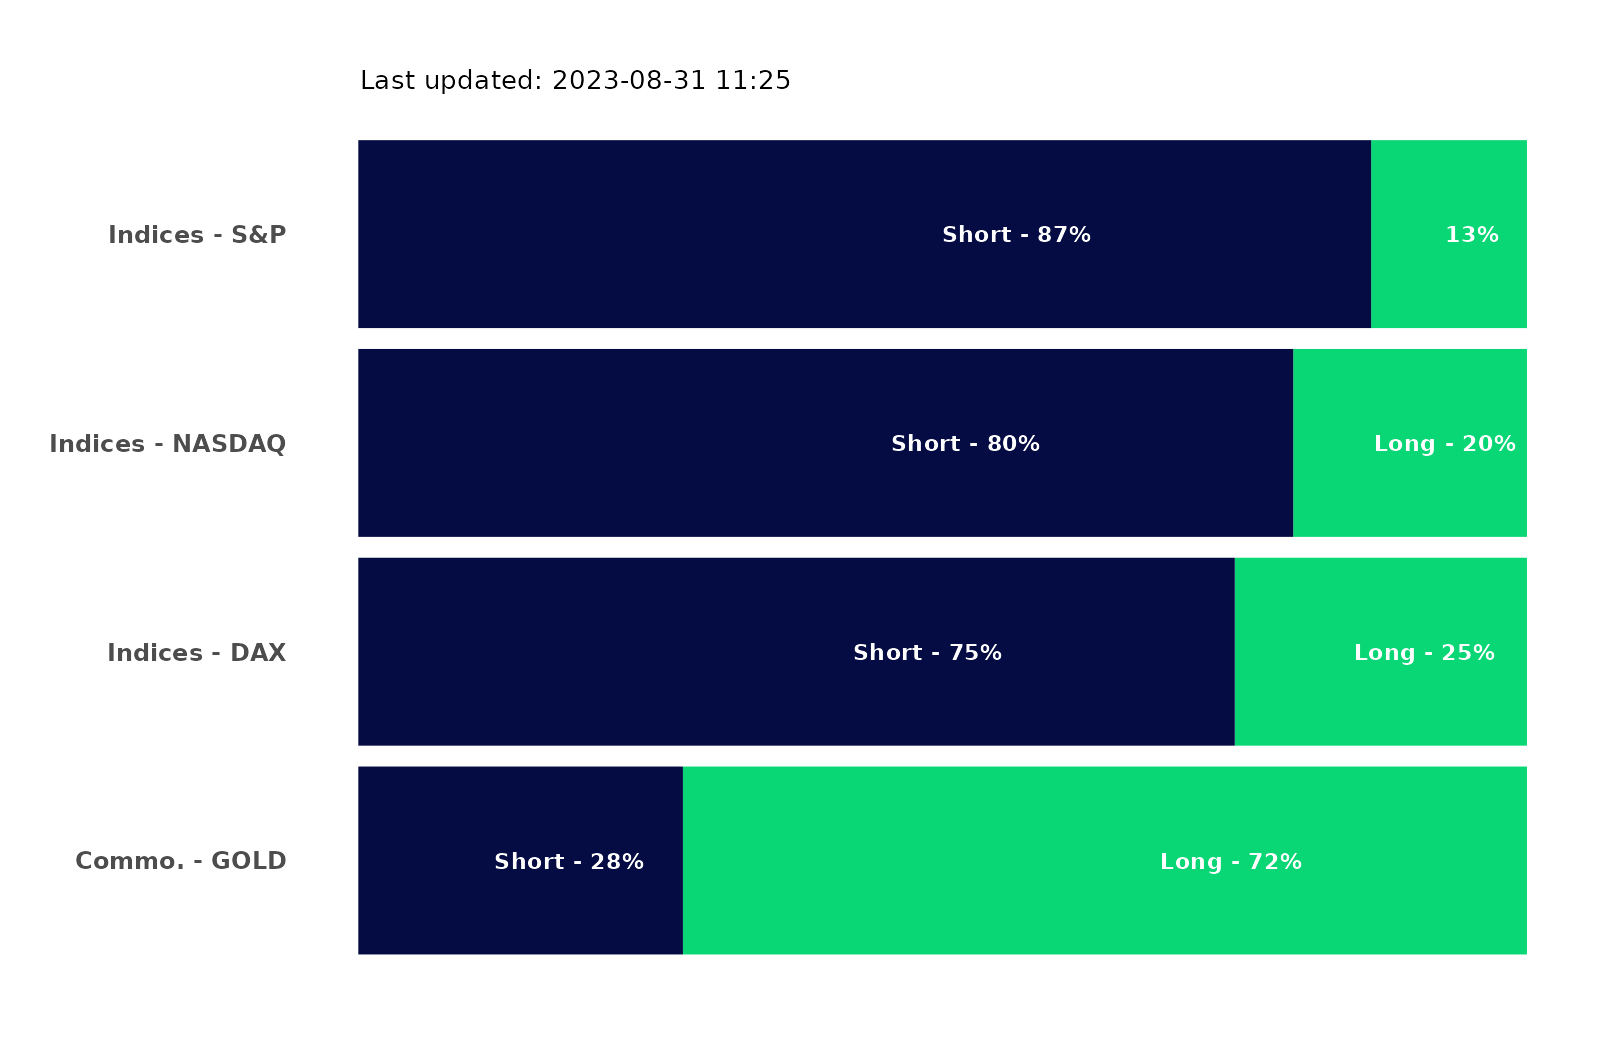 Last updated: 2023-08-31 11:25
Indices - S&P
Short - 87%
13%
Indices - NASDAQ
Short - 80%
Long - 20%
Indices - DAX
Short - 75%
Long - 25%
Commo. - GOLD
Short - 28%
Long - 72%